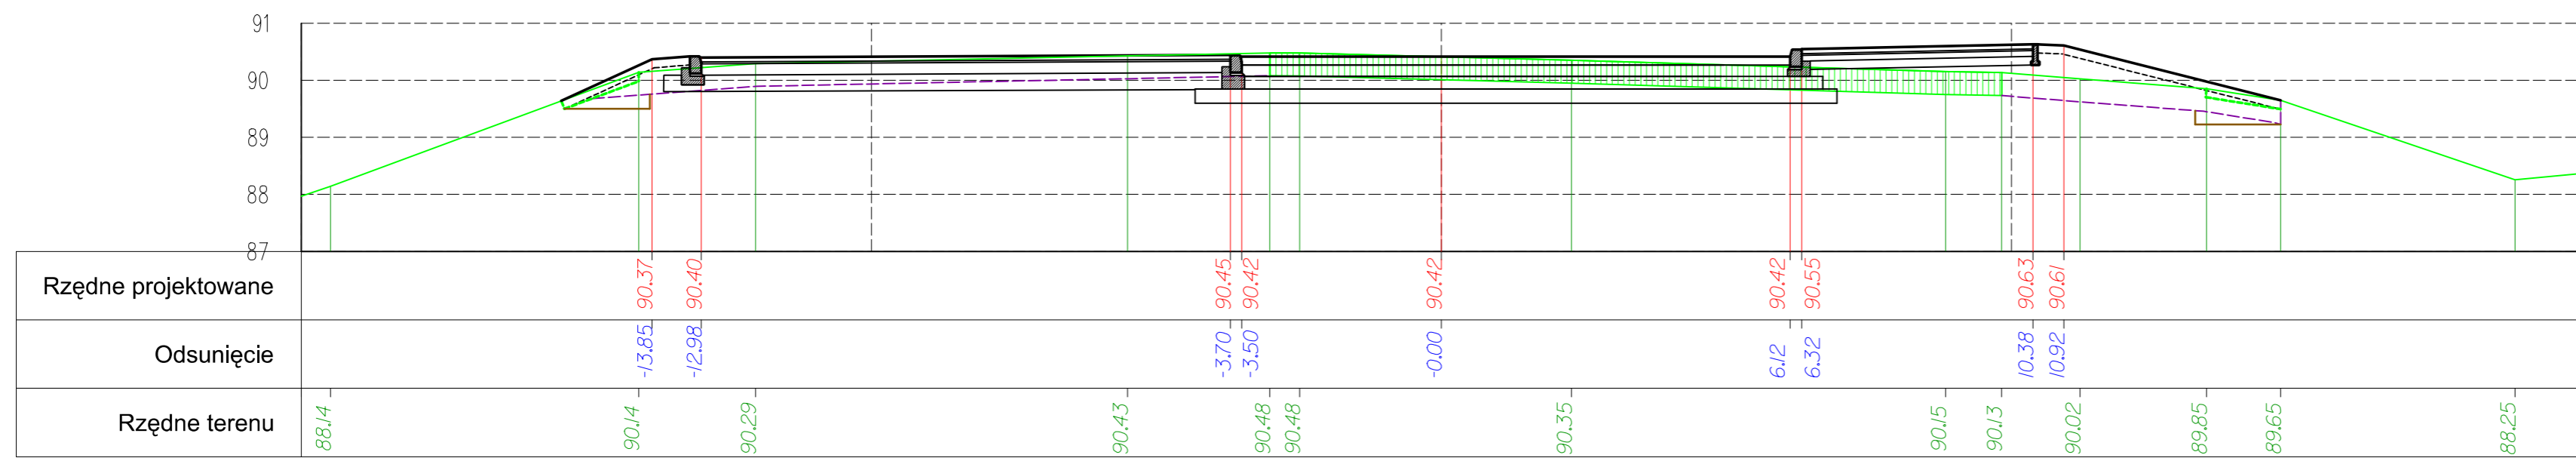 91
90
89
88
87
Rzędne projektowane 90.37 90.40 90.45 90.42 90.42 90.42 90.55 90.63 90.61
Odsunięcie -13.85 -12.98 -3.70 -3.50 -0.00 6.12 6.32 10.38 10.92
Rzędne terenu 88.14 90.14 90.29 90.43 90.48 90.48 90.35 90.15 90.13 90.02 89.85 89.65 88.25